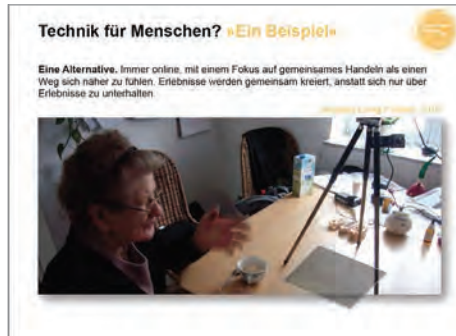 Technik für Menschen? »Ein Beispiel«
Eine Alternative. Immer online, mit einem Fokus auf gemeinsames Handeln als einen
Weg sich näher zu fühlen. Erlebnisse werden gemeinsam kreiert, anstatt sich nur über
Erlebnisse zu unterhalten.